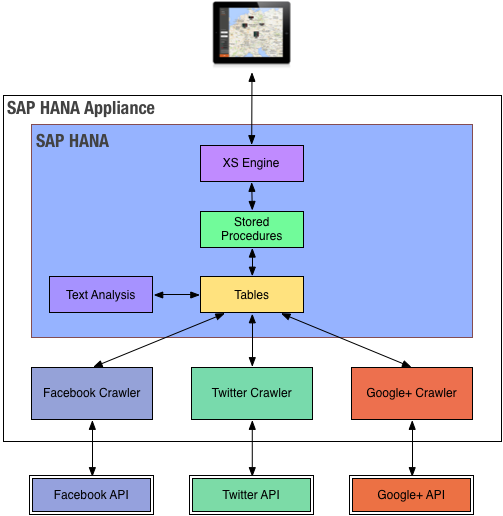 SAP HANA Appliance
SAP HANA
XS Engine
Stored
Procedures
Text Analysis
Tables
Facebook Crawler
Twitter Crawler
Google+ Crawler
Facebook API
Twitter API
Google+ API